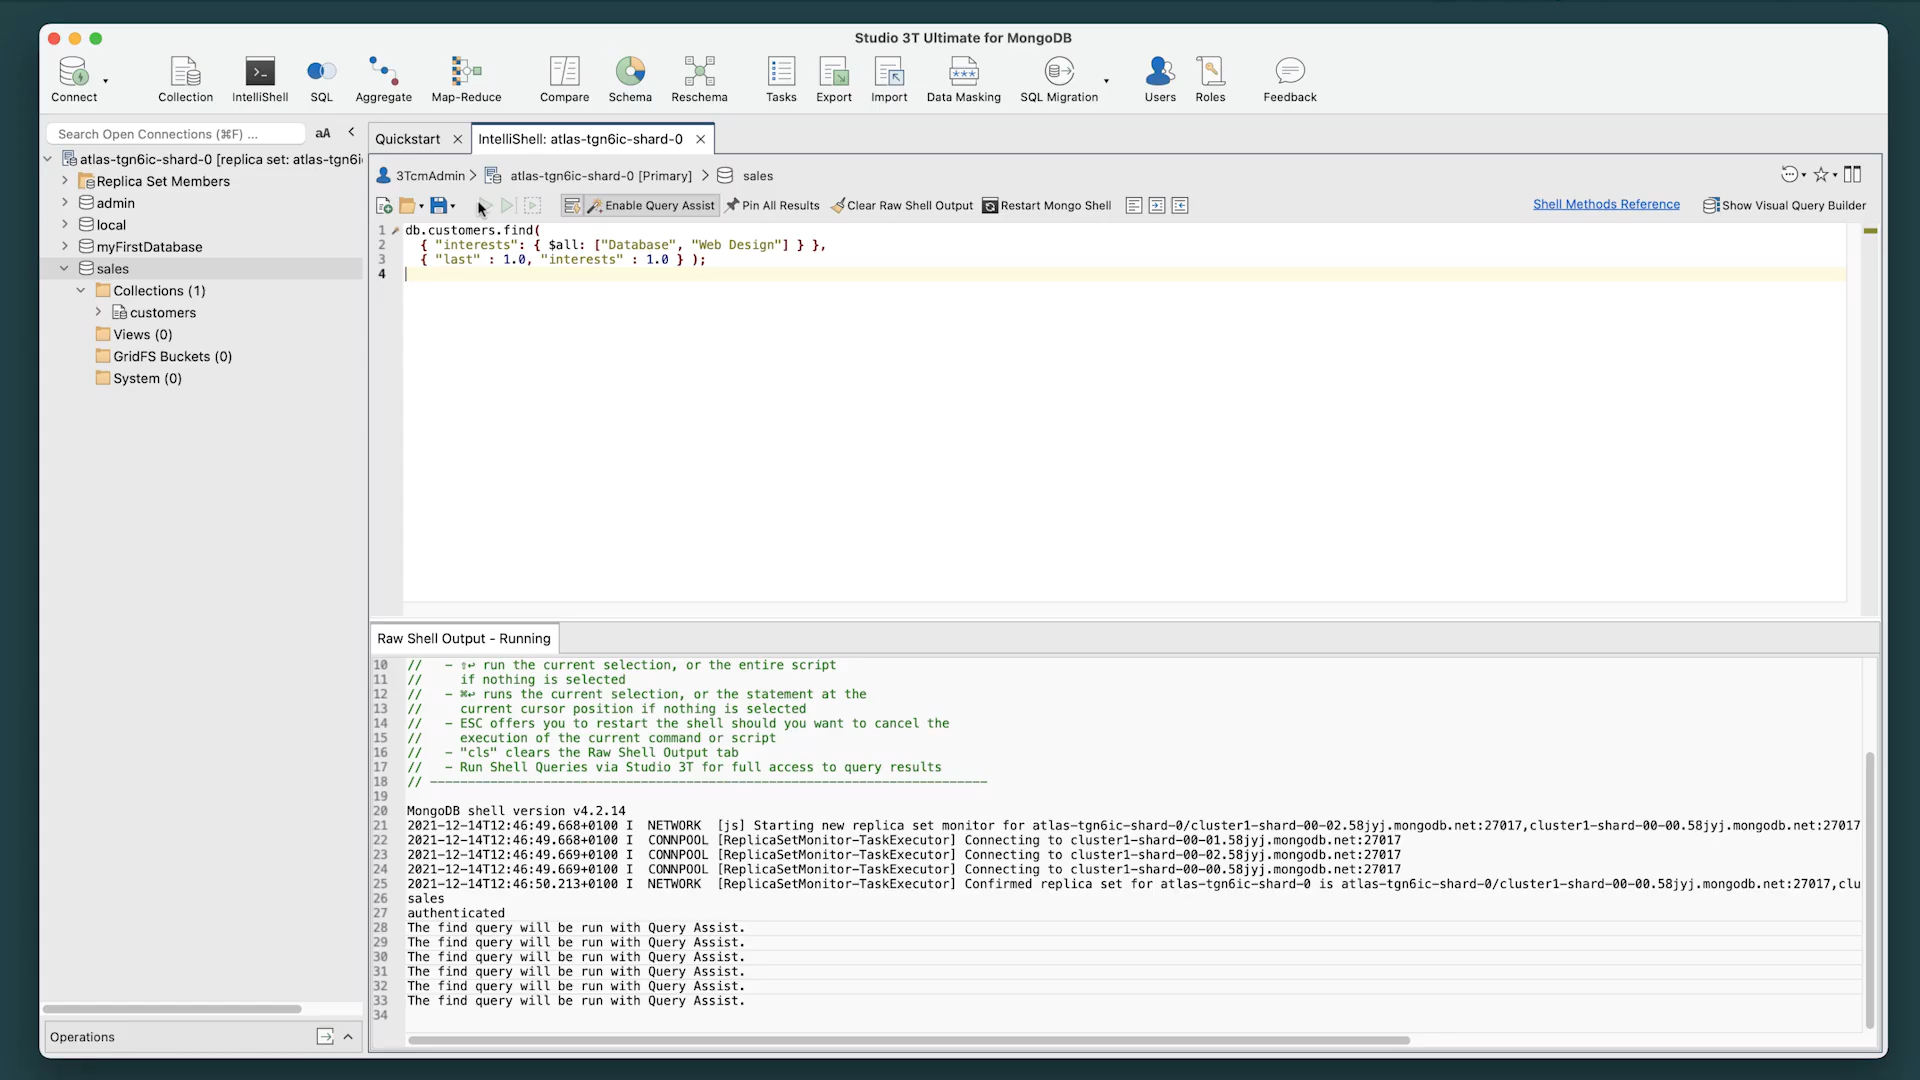 Studio 3T Ultimate for MongoDB
Connect
Collection
IntelliShell
SQL
Aggregate
Map-Reduce
Compare
Schema
Reschema
Tasks
Export
Import
Data Masking
SQL Migration
Users
Roles
Feedback
Search Open Connections (⌘F) ...
aA
atlas-tgn6ic-shard-0 [replica set: atlas-tgn6i
Replica Set Members
admin
local
myFirstDatabase
sales
Collections (1)
customers
Views (0)
GridFS Buckets (0)
System (0)
Operations
Quickstart
IntelliShell: atlas-tgn6ic-shard-0
3TcmAdmin > atlas-tgn6ic-shard-0 [Primary] > sales
Enable Query Assist
Pin All Results
Clear Raw Shell Output
Restart Mongo Shell
Shell Methods Reference
Show Visual Query Builder
1 db.customers.find(
2 { "interests": { $all: ["Database", "Web Design"] } },
3 { "last" : 1.0, "interests" : 1.0 } );
4
Raw Shell Output - Running
10 // - ⇧↩ run the current selection, or the entire script
11 // if nothing is selected
12 // - ⌘↩ runs the current selection, or the statement at the
13 // current cursor position if nothing is selected
14 // - ESC offers you to restart the shell should you want to cancel the
15 // execution of the current command or script
16 // - "cls" clears the Raw Shell Output tab
17 // - Run Shell Queries via Studio 3T for full access to query results
18 // --------------------------------------------------------------------------
19
20 MongoDB shell version v4.2.14
21 2021-12-14T12:46:49.668+0100 I NETWORK [js] Starting new replica set monitor for atlas-tgn6ic-shard-0/cluster1-shard-00-02.58jyj.mongodb.net:27017,cluster1-shard-00-00.58jyj.mongodb.net:27017
22 2021-12-14T12:46:49.668+0100 I CONNPOOL [ReplicaSetMonitor-TaskExecutor] Connecting to cluster1-shard-00-01.58jyj.mongodb.net:27017
23 2021-12-14T12:46:49.669+0100 I CONNPOOL [ReplicaSetMonitor-TaskExecutor] Connecting to cluster1-shard-00-02.58jyj.mongodb.net:27017
24 2021-12-14T12:46:49.669+0100 I CONNPOOL [ReplicaSetMonitor-TaskExecutor] Connecting to cluster1-shard-00-00.58jyj.mongodb.net:27017
25 2021-12-14T12:46:50.213+0100 I NETWORK [ReplicaSetMonitor-TaskExecutor] Confirmed replica set for atlas-tgn6ic-shard-0 is atlas-tgn6ic-shard-0/cluster1-shard-00-00.58jyj.mongodb.net:27017,clu
26 sales
27 authenticated
28 The find query will be run with Query Assist.
29 The find query will be run with Query Assist.
30 The find query will be run with Query Assist.
31 The find query will be run with Query Assist.
32 The find query will be run with Query Assist.
33 The find query will be run with Query Assist.
34